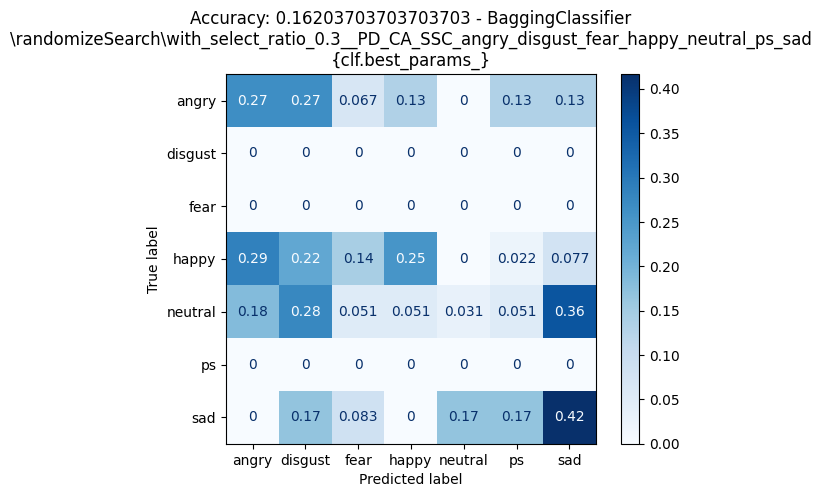 Accuracy: 0.16203703703703703 - BaggingClassifier
\randomizeSearch\with_select_ratio_0.3__PD_CA_SSC_angry_disgust_fear_happy_neutral_ps_sad
{clf.best_params_}
angry 0.27 0.27 0.067 0.13 0 0.13 0.13
disgust 0 0 0 0 0 0 0
fear 0 0 0 0 0 0 0
happy 0.29 0.22 0.14 0.25 0 0.022 0.077
neutral 0.18 0.28 0.051 0.051 0.031 0.051 0.36
ps 0 0 0 0 0 0 0
sad 0 0.17 0.083 0 0.17 0.17 0.42
angry disgust fear happy neutral ps sad
Predicted label
True label
0.40
0.35
0.30
0.25
0.20
0.15
0.10
0.05
0.00